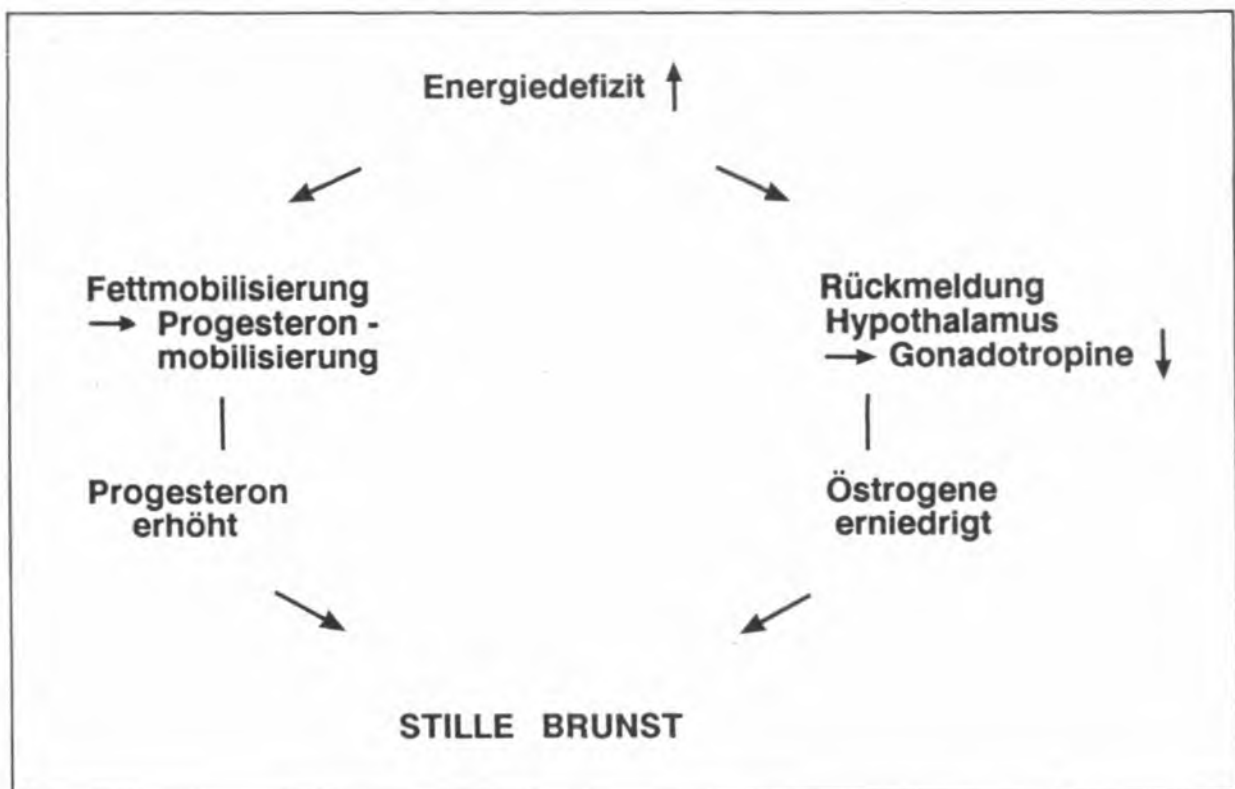 Energiedefizit ↑
Fettmobilisierung
→ Progesteron -
mobilisierung
Rückmeldung
Hypothalamus
→ Gonadotropine ↓
Progesteron
erhöht
Östrogene
erniedrigt
STILLE BRUNST